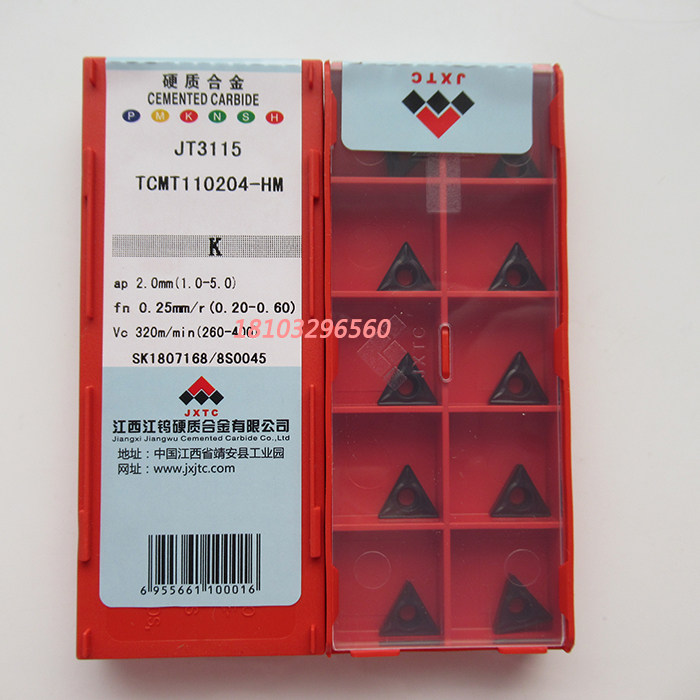 硬质合金
CEMENTED CARBIDE
P M K N S H
JT3115
TCMT110204-HM
K
ap 2.0mm(1.0-5.0)
fn 0.25mm/r(0.20-0.60)
Vc 320m/min(260-400)
18103296560
SK1807168/8S0045
JXTC
江西江钨硬质合金有限公司
Jiangxi Jiangwu Cemented Carbide Co.,Ltd
地址:中国江西省靖安县工业园
网址:www.jxjtc.com
6 955661 100016
JXTC
JXTC